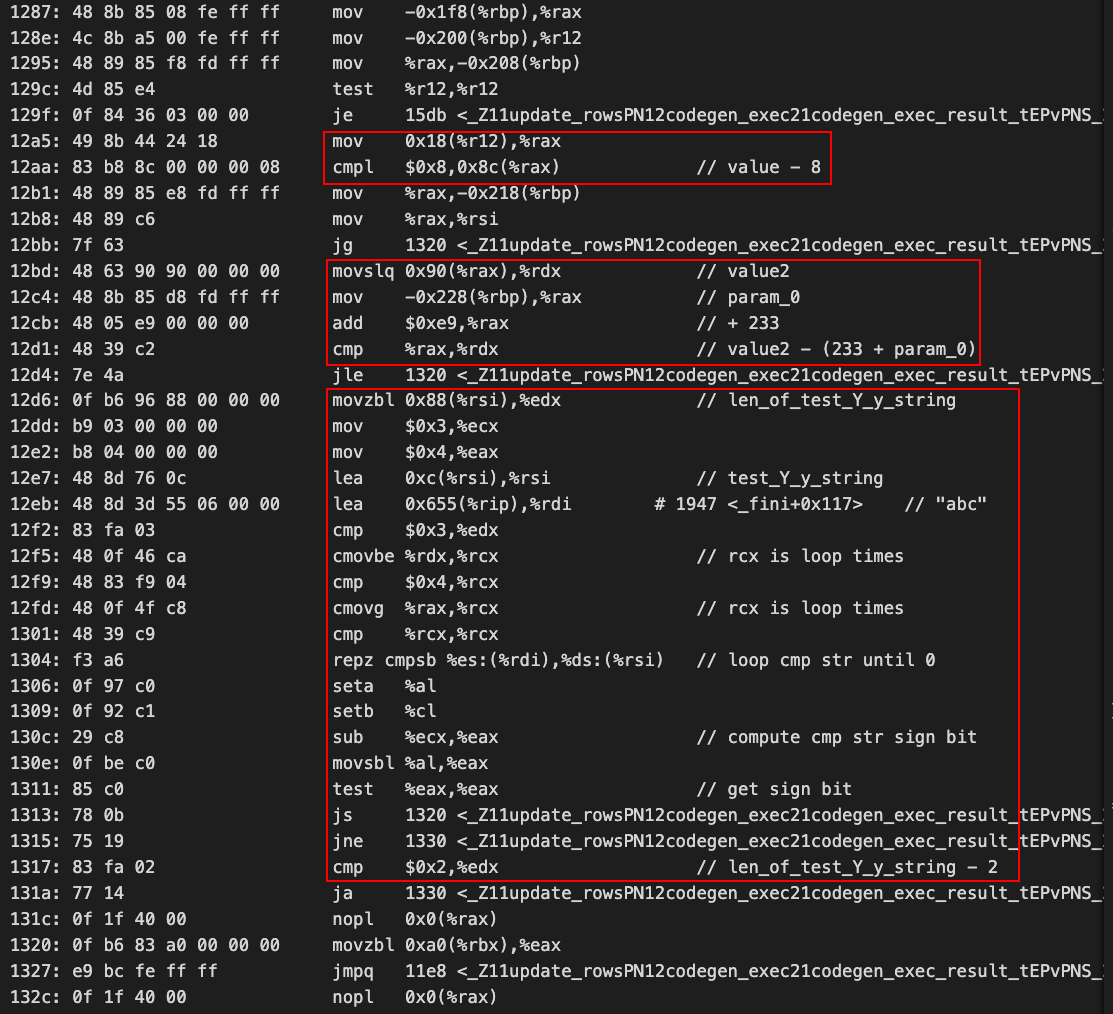 1287: 48 8b 85 08 fe ff ff mov -0x1f8(%rbp),%rax
128e: 4c 8b a5 00 fe ff ff mov -0x200(%rbp),%r12
1295: 48 89 85 f8 fd ff ff mov %rax,-0x208(%rbp)
129c: 4d 85 e4 test %r12,%r12
129f: 0f 84 36 03 00 00 je 15db <_Z11update_rowsPN12codegen_exec21codegen_exec_result_tEPvPNS_
12a5: 49 8b 44 24 18 mov 0x18(%r12),%rax
12aa: 83 b8 8c 00 00 00 08 cmpl $0x8,0x8c(%rax) // value - 8
12b1: 48 89 85 e8 fd ff ff mov %rax,-0x218(%rbp)
12b8: 48 89 c6 mov %rax,%rsi
12bb: 7f 63 jg 1320 <_Z11update_rowsPN12codegen_exec21codegen_exec_result_tEPvPNS_
12bd: 48 63 90 90 00 00 00 movslq 0x90(%rax),%rdx // value2
12c4: 48 8b 85 d8 fd ff ff mov -0x228(%rbp),%rax // param_0
12cb: 48 05 e9 00 00 00 add $0xe9,%rax // + 233
12d1: 48 39 c2 cmp %rax,%rdx // value2 - (233 + param_0)
12d4: 7e 4a jle 1320 <_Z11update_rowsPN12codegen_exec21codegen_exec_result_tEPvPNS_
12d6: 0f b6 96 88 00 00 00 movzbl 0x88(%rsi),%edx // len_of_test_Y_y_string
12dd: b9 03 00 00 00 mov $0x3,%ecx
12e2: b8 04 00 00 00 mov $0x4,%eax
12e7: 48 8d 76 0c lea 0xc(%rsi),%rsi // test_Y_y_string
12eb: 48 8d 3d 55 06 00 00 lea 0x655(%rip),%rdi # 1947 <_fini+0x117> // "abc"
12f2: 83 fa 03 cmp $0x3,%edx
12f5: 48 0f 46 ca cmovbe %rdx,%rcx // rcx is loop times
12f9: 48 83 f9 04 cmp $0x4,%rcx
12fd: 48 0f 4f c8 cmovg %rax,%rcx // rcx is loop times
1301: 48 39 c9 cmp %rcx,%rcx
1304: f3 a6 repz cmpsb %es:(%rdi),%ds:(%rsi) // loop cmp str until 0
1306: 0f 97 c0 seta %al
1309: 0f 92 c1 setb %cl
130c: 29 c8 sub %ecx,%eax // compute cmp str sign bit
130e: 0f be c0 movsbl %al,%eax
1311: 85 c0 test %eax,%eax // get sign bit
1313: 78 0b js 1320 <_Z11update_rowsPN12codegen_exec21codegen_exec_result_tEPvPNS_
1315: 75 19 jne 1330 <_Z11update_rowsPN12codegen_exec21codegen_exec_result_tEPvPNS_
1317: 83 fa 02 cmp $0x2,%edx // len_of_test_Y_y_string - 2
131a: 77 14 ja 1330 <_Z11update_rowsPN12codegen_exec21codegen_exec_result_tEPvPNS_
131c: 0f 1f 40 00 nopl 0x0(%rax)
1320: 0f b6 83 a0 00 00 00 movzbl 0xa0(%rbx),%eax
1327: e9 bc fe ff ff jmpq 11e8 <_Z11update_rowsPN12codegen_exec21codegen_exec_result_tEPvPNS_
132c: 0f 1f 40 00 nopl 0x0(%rax)